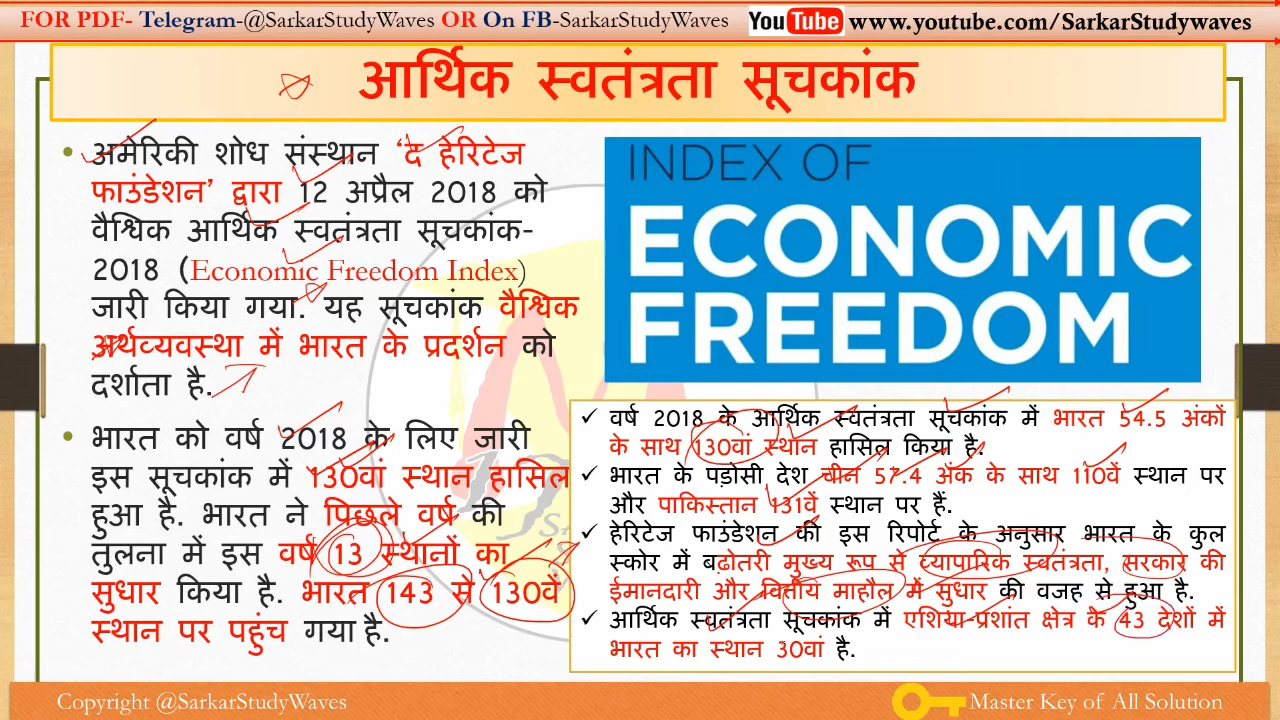 FOR PDF- Telegram-@SarkarStudyWaves OR On FB-SarkarStudyWaves YouTube www.youtube.com/SarkarStudywaves
आर्थिक स्वतंत्रता सूचकांक
• अमेरिकी शोध संस्थान ‘द हेरिटेज
फाउंडेशन’ द्वारा 12 अप्रैल 2018 को
वैश्विक आर्थिक स्वतंत्रता सूचकांक-
2018 (Economic Freedom Index)
जारी किया गया. यह सूचकांक वैश्विक
अर्थव्यवस्था में भारत के प्रदर्शन को
दर्शाता है.
• भारत को वर्ष 2018 के लिए जारी
इस सूचकांक में 130वां स्थान हासिल
हुआ है. भारत ने पिछले वर्ष की
तुलना में इस वर्ष 13 स्थानों का
सुधार किया है. भारत 143 से 130वें
स्थान पर पहुंच गया है.
INDEX OF
ECONOMIC
FREEDOM
✓ वर्ष 2018 के आर्थिक स्वतंत्रता सूचकांक में भारत 54.5 अंकों
के साथ 130वां स्थान हासिल किया है.
✓ भारत के पड़ोसी देश चीन 57.4 अंक के साथ 110वें स्थान पर
और पाकिस्तान 131वें स्थान पर हैं.
✓ हेरिटेज फाउंडेशन की इस रिपोर्ट के अनुसार भारत के कुल
स्कोर में बढ़ोतरी मुख्य रूप से व्यापारिक स्वतंत्रता, सरकार की
ईमानदारी और वित्तीय माहौल में सुधार की वजह से हुआ है.
✓ आर्थिक स्वतंत्रता सूचकांक में एशिया-प्रशांत क्षेत्र के 43 देशों में
भारत का स्थान 30वां है.
Copyright @SarkarStudyWaves Master Key of All Solution